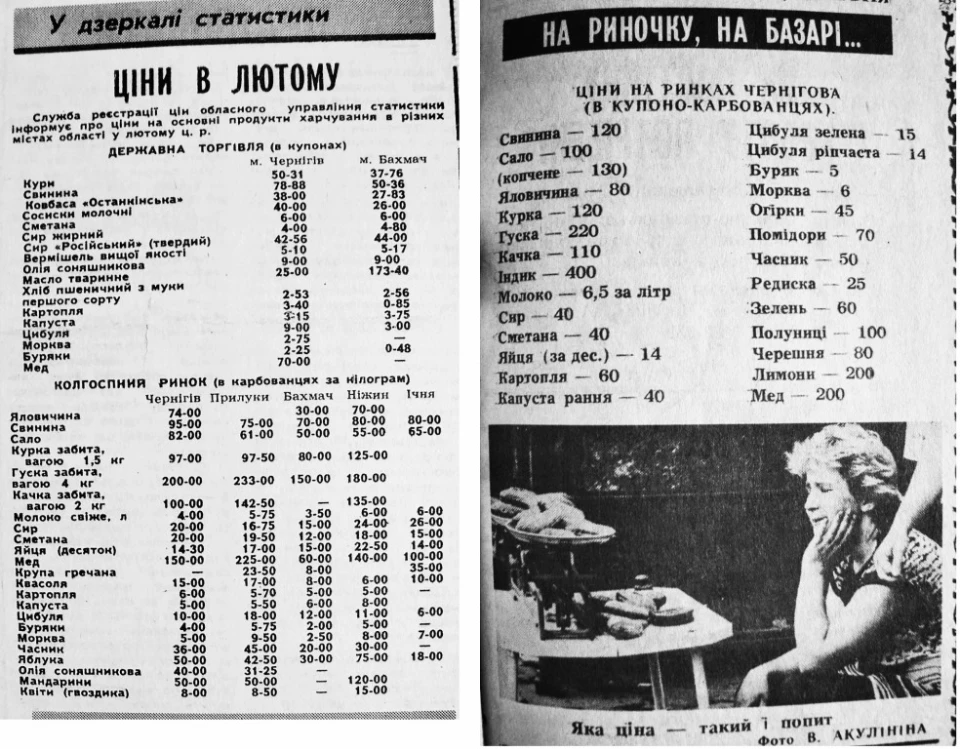 У дзеркалі статистики
ЦІНИ В ЛЮТОМУ
Служба реєстрації цін обласного управління статистики
інформує про ціни на основні продукти харчування в різних
містах області у лютому ц. р.
ДЕРЖАВНА ТОРГІВЛЯ (в купонах)
м. Чернігів м. Бахмач
Кури 50-31 37-76
Свинина 78-88 50-36
Ковбаса «Останкінська» 38-00 27-83
Сосиски молочні 40-00 26-00
Сметана 6-00 6-00
Сир жирний 4-00 4-80
Сир «Російський» (твердий) 42-56 44-00
Вермішель вищої якості 5-10 5-17
Олія соняшникова 9-00 9-00
Масло тваринне 25-00 173-40
Хліб пшеничний з муки
першого сорту 2-53 2-56
Картопля 3-40 0-85
Капуста 3-15 3-75
Цибуля 9-00 3-00
Морква 2-75 —
Буряки 2-25 0-48
Мед 70-00 —
КОЛГОСПНИЙ РИНОК (в карбованцях за кілограм)
Чернігів Прилуки Бахмач Ніжин Ічня
Яловичина 74-00 30-00 70-00
Свинина 95-00 75-00 70-00 80-00 80-00
Сало 82-00 61-00 50-00 55-00 65-00
Курка забита,
вагою 1,5 кг 97-00 97-50 80-00 125-00
Гуска забита,
вагою 4 кг 200-00 233-00 150-00 180-00
Качка забита,
вагою 2 кг 100-00 142-50 — 135-00
Молоко свіже, л 4-00 5-75 3-50 6-00 6-00
Сир 20-00 16-75 15-00 24-00 26-00
Сметана 20-00 19-50 12-00 18-00 15-00
Яйця (десяток) 14-30 17-00 15-00 22-50 14-00
Мед 150-00 225-00 60-00 140-00 100-00
Крупа гречана — 23-50 8-00 35-00
Квасоля 15-00 17-00 8-00 6-00 10-00
Картопля 6-00 5-70 5-00 5-00 —
Капуста 5-00 5-50 6-00 8-00
Цибуля 10-00 18-00 12-00 11-00 6-00
Буряки 4-00 5-75 2-00 5-00 —
Морква 5-00 9-50 2-50 8-00 7-00
Часник 36-00 45-00 20-00 30-00 —
Яблука 50-00 42-50 30-00 75-00 18-00
Олія соняшникова 40-00 31-25 —
Мандарини 50-00 50-00 — 120-00
Квіти (гвоздика) 8-00 8-50 — 15-00
НА РИНОЧКУ, НА БАЗАРІ...
ЦІНИ НА РИНКАХ ЧЕРНІГОВА
(В КУПОНО-КАРБОВАНЦЯХ).
Свинина — 120
Сало — 100
(копчене — 130)
Яловичина — 80
Курка — 120
Гуска — 220
Качка — 110
Індик — 400
Молоко — 6,5 за літр
Сир — 40
Сметана — 40
Яйця (за дес.) — 14
Картопля — 60
Капуста рання — 40
Цибуля зелена — 15
Цибуля ріпчаста — 14
Буряк — 5
Морква — 6
Огірки — 45
Помідори — 70
Часник — 50
Редиска — 25
Зелень — 60
Полуниці — 100
Черешня — 80
Лимони — 200
Мед — 200
Яка ціна — такий і попит
Фото В. АКУЛІНІНА